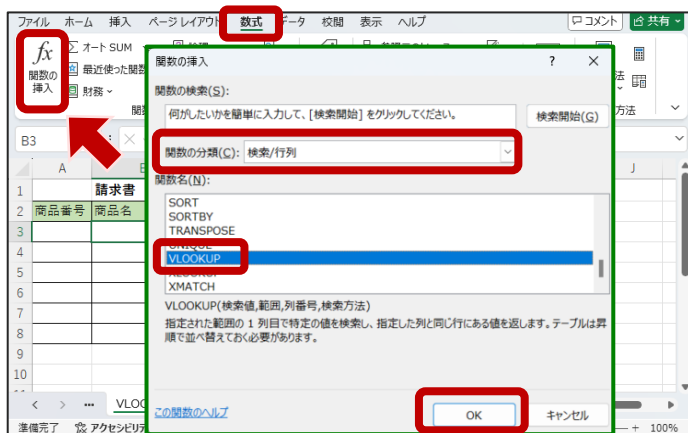 ファイル ホーム 挿入 ページ レイアウト 数式 データ 校閲 表示 ヘルプ コメント 共有
fx
関数の
挿入
オート SUM
最近使った関数
財務
方法
関数の挿入 ? ×
関数の検索(S):
何がしたいかを簡単に入力して、[検索開始] をクリックしてください。
検索開始(G)
関数の分類(C): 検索/行列
関数名(N):
SORT
SORTBY
TRANSPOSE
UNIQUE
VLOOKUP
XMATCH
VLOOKUP(検索値,範囲,列番号,検索方法)
指定された範囲の 1 列目で特定の値を検索し、指定した列と同じ行にある値を返します。テーブルは昇
順で並べ替えておく必要があります。
この関数のヘルプ
OK キャンセル
B3
A J
1 請求書
2 商品番号 商品名
3
4
5
6
7
8
9
10
VLOO
準備完了 アクセシビリテ 100%